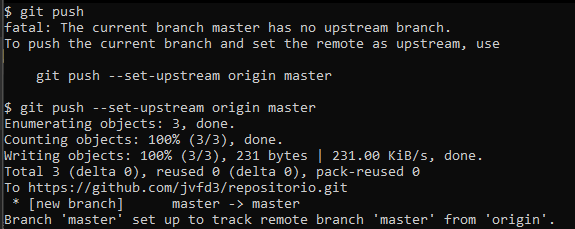 $ git push
fatal: The current branch master has no upstream branch.
To push the current branch and set the remote as upstream, use
    git push --set-upstream origin master
$ git push --set-upstream origin master
Enumerating objects: 3, done.
Counting objects: 100% (3/3), done.
Writing objects: 100% (3/3), 231 bytes | 231.00 KiB/s, done.
Total 3 (delta 0), reused 0 (delta 0), pack-reused 0
To https://github.com/jvfd3/repositorio.git
 * [new branch]      master -> master
Branch 'master' set up to track remote branch 'master' from 'origin'.